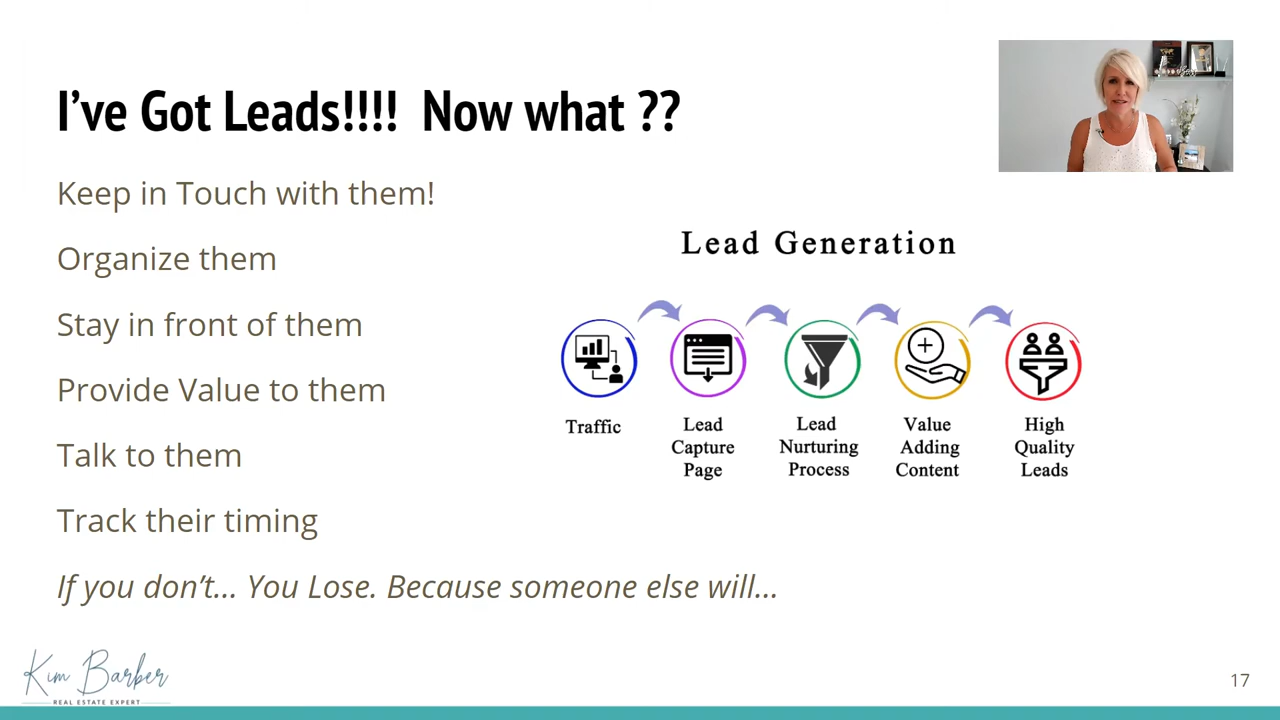 I've Got Leads!!!! Now what ??
Keep in Touch with them!
Organize them
Stay in front of them
Provide Value to them
Talk to them
Track their timing
If you don't... You Lose. Because someone else will...
Lead Generation
Traffic
Lead
Capture
Page
Lead
Nurturing
Process
Value
Adding
Content
High
Quality
Leads
Kim Barber
REAL ESTATE EXPERT
17